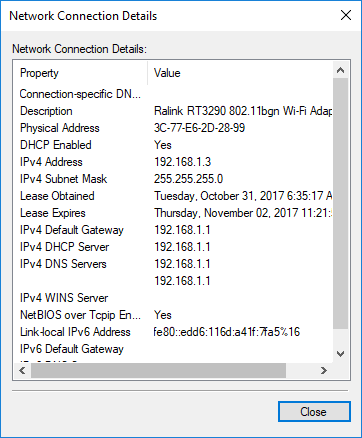 Network Connection Details
Network Connection Details:
Property Value
Connection-specific DN...
Description Ralink RT3290 802.11bgn Wi-Fi Adap
Physical Address 3C-77-E6-2D-28-99
DHCP Enabled Yes
IPv4 Address 192.168.1.3
IPv4 Subnet Mask 255.255.255.0
Lease Obtained Tuesday, October 31, 2017 6:35:17 A
Lease Expires Thursday, November 02, 2017 11:21:5
IPv4 Default Gateway 192.168.1.1
IPv4 DHCP Server 192.168.1.1
IPv4 DNS Servers 192.168.1.1
192.168.1.1
IPv4 WINS Server
NetBIOS over Tcpip En... Yes
Link-local IPv6 Address fe80::edd6:116d:a41f:7fa5%16
IPv6 Default Gateway
Close